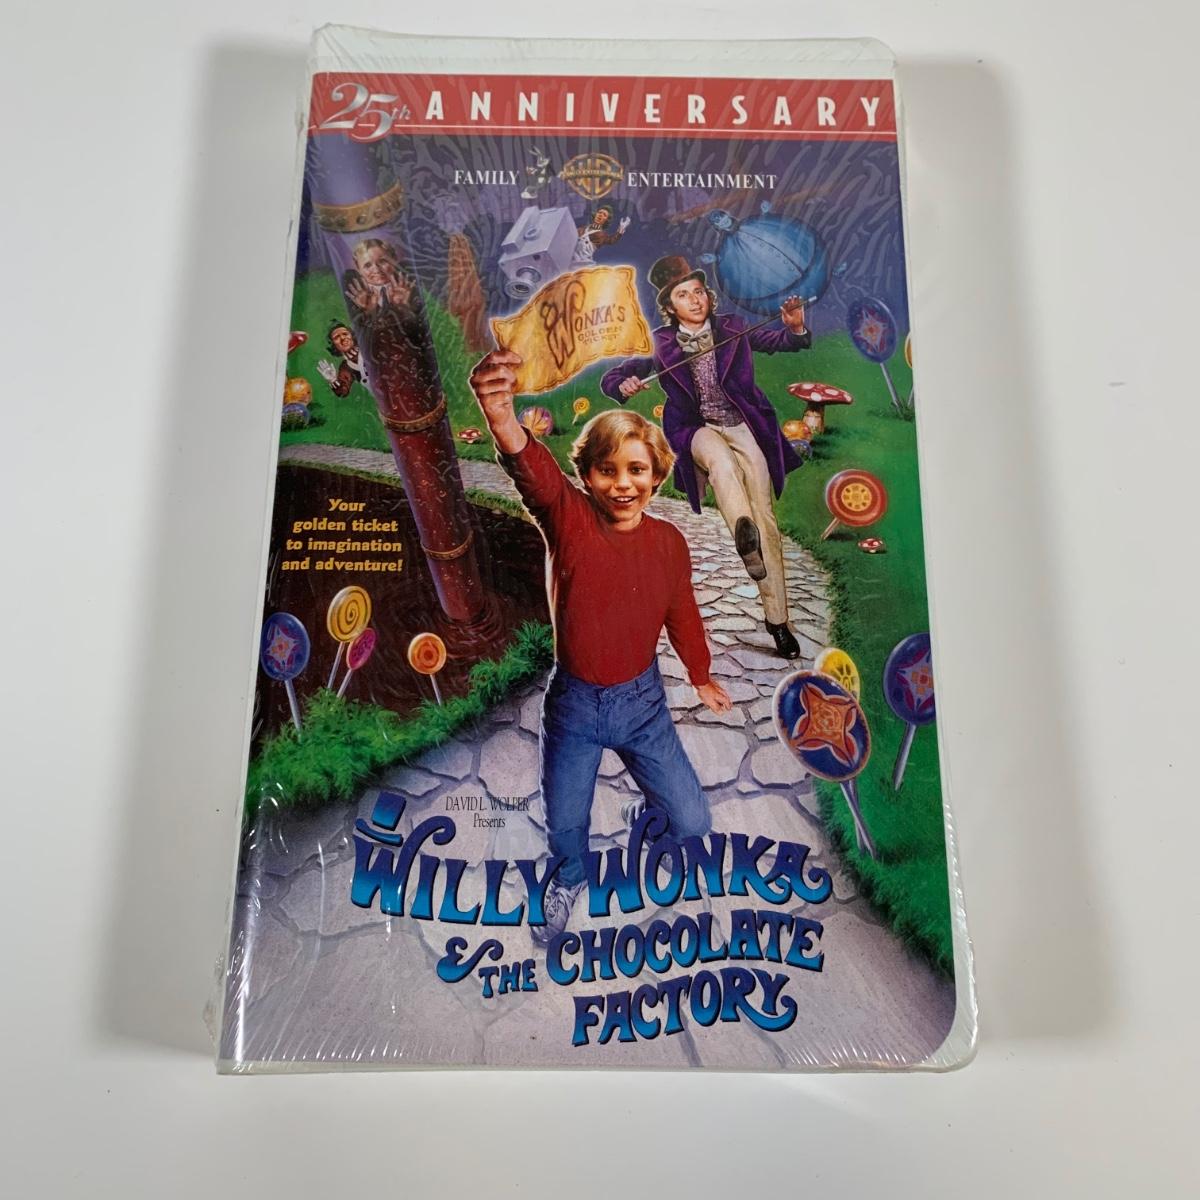 25th ANNIVERSARY
FAMILY WB ENTERTAINMENT
WONKA'S
GOLDEN
TICKET
Your
golden ticket
to imagination
and adventure!
DAVID L. WOLPER
Presents
WILLY WONKA
& THE CHOCOLATE
FACTORY